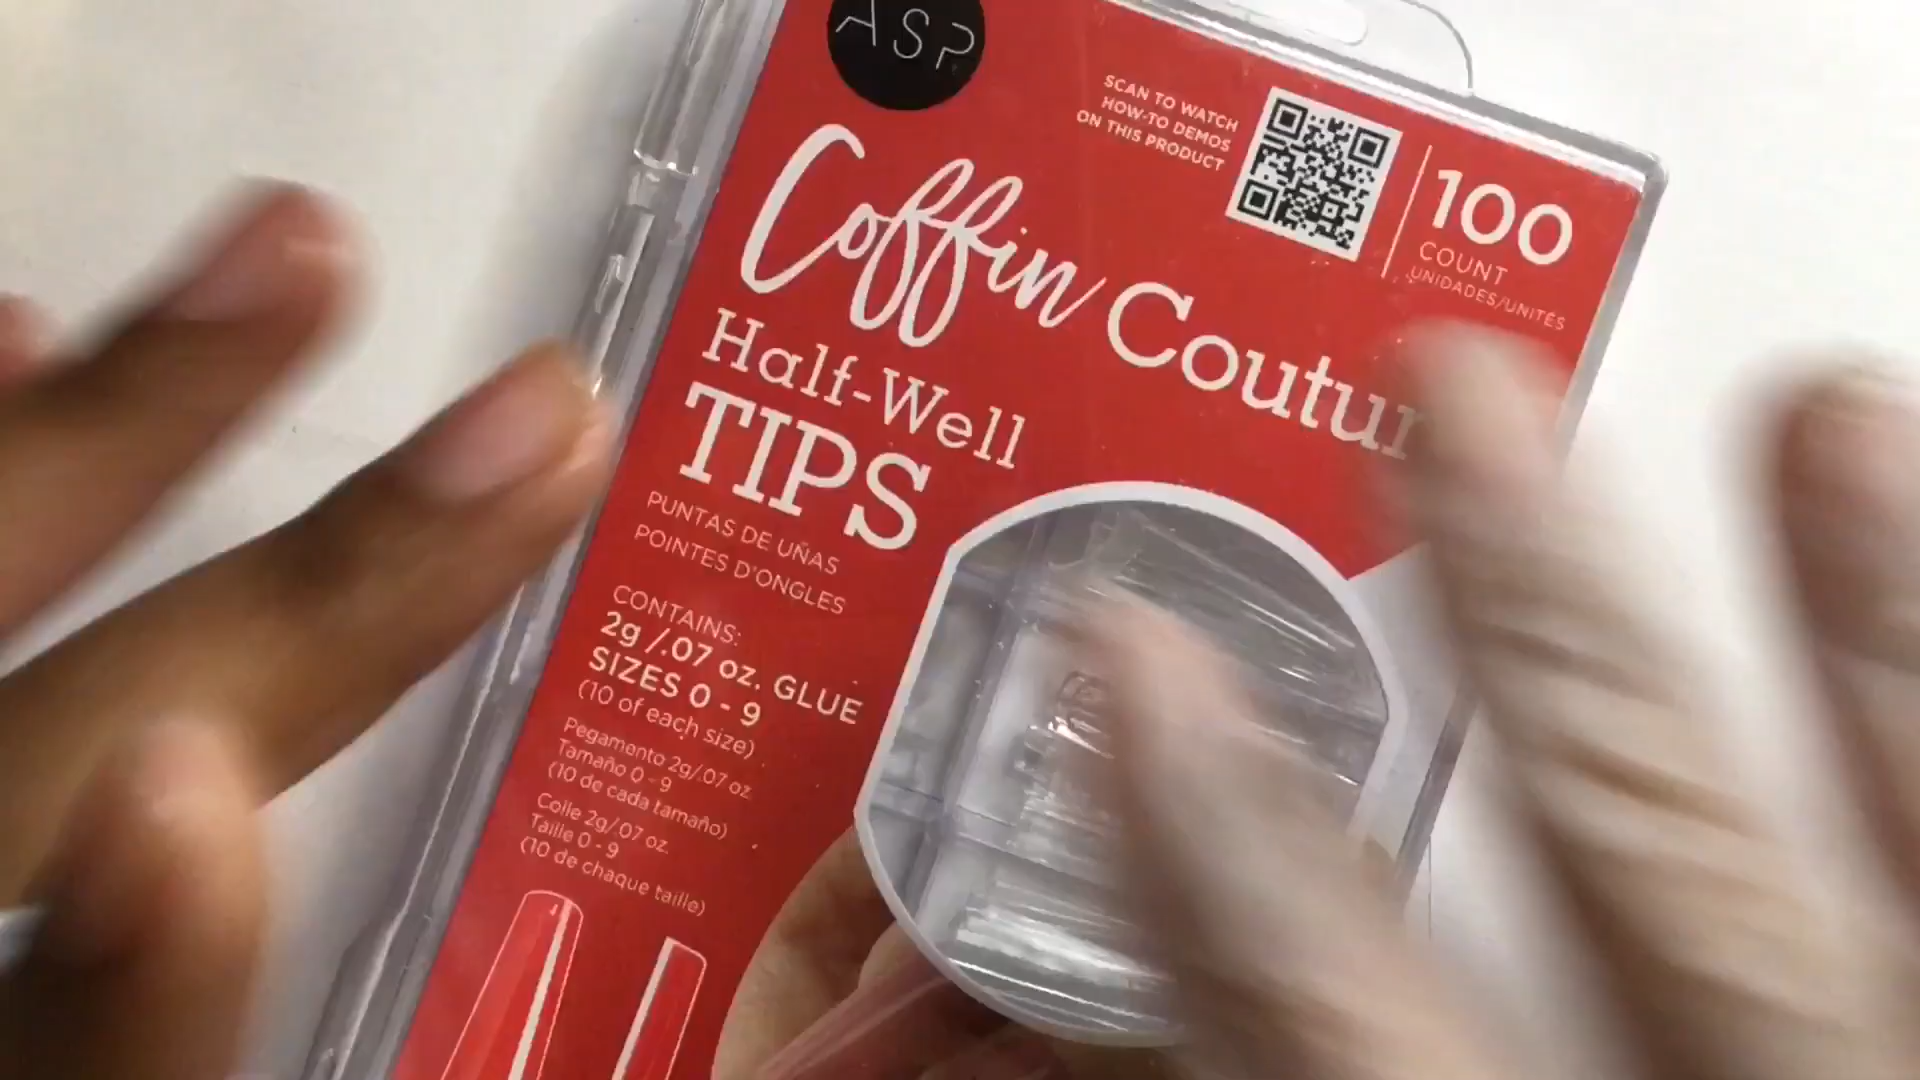 ASP
SCAN TO WATCH
HOW-TO DEMOS
ON THIS PRODUCT
100
COUNT
UNIDADES/UNITÉS
Coffin Coutur
Half-Well
TIPS
PUNTAS DE UÑAS
POINTES D'ONGLES
CONTAINS:
2g /.07 oz. GLUE
SIZES 0 - 9
(10 of each size)
Pegamento 2g/.07 oz.
Tamaño 0 - 9
(10 de cada tamaño)
Colle 2g/.07 oz.
Taille 0 - 9
(10 de chaque taille)